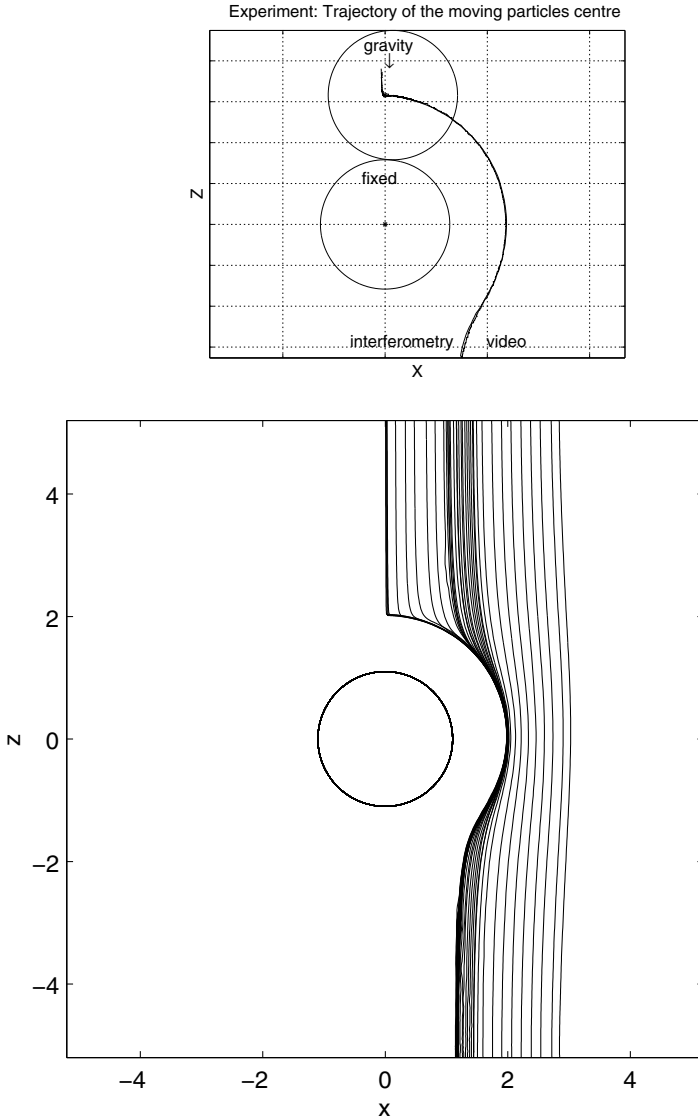 Experiment: Trajectory of the moving particles centre
gravity
fixed
z
interferometry video
x
4
2
0
−2
−4
z
−4 −2 0 2 4
x